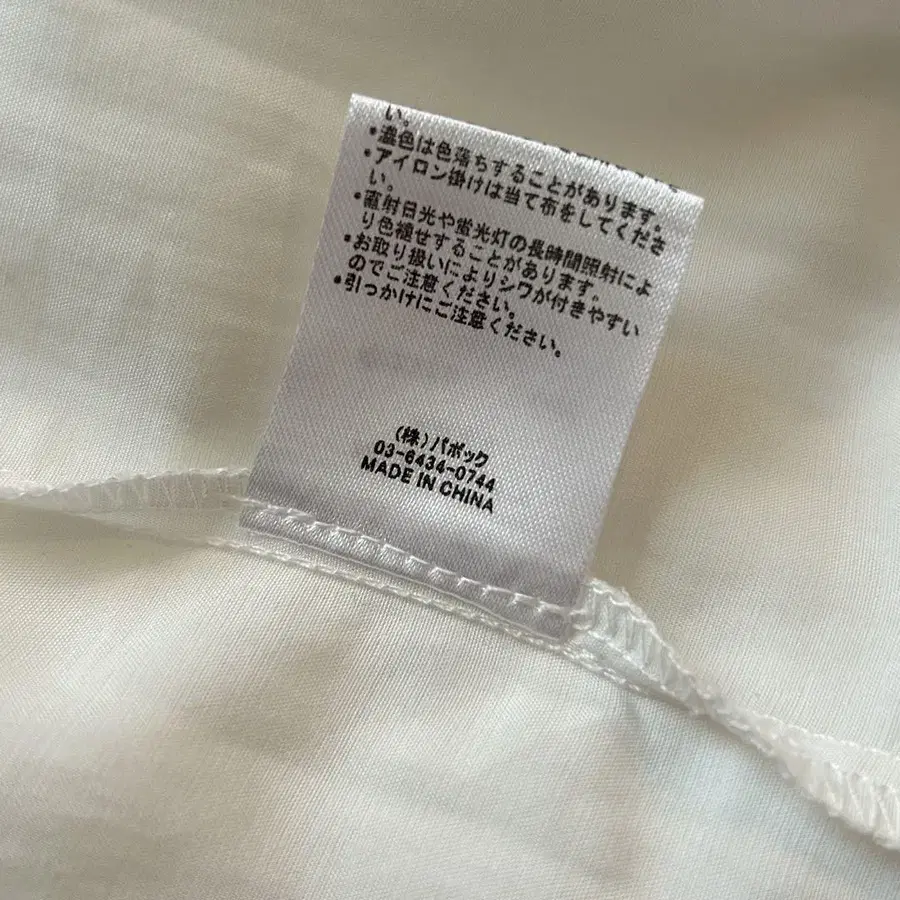 い。
・濃色は色落ちすることがあります。
・アイロン掛けは当て布をしてくださ
い。
・直射日光や蛍光灯の長時間照射によ
り色褪せすることがあります。
・お取り扱いによりシワが付きやすい
のでご注意ください。
・引っかけにご注意ください。
(株)パポック
03-6434-0744
MADE IN CHINA